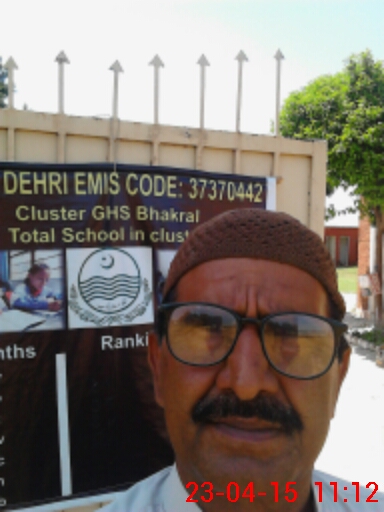 DEHRI EMIS CODE: 37370442
Cluster GHS Bhakral
Total School in clust
nths
Ranki
23-04-15 11:12